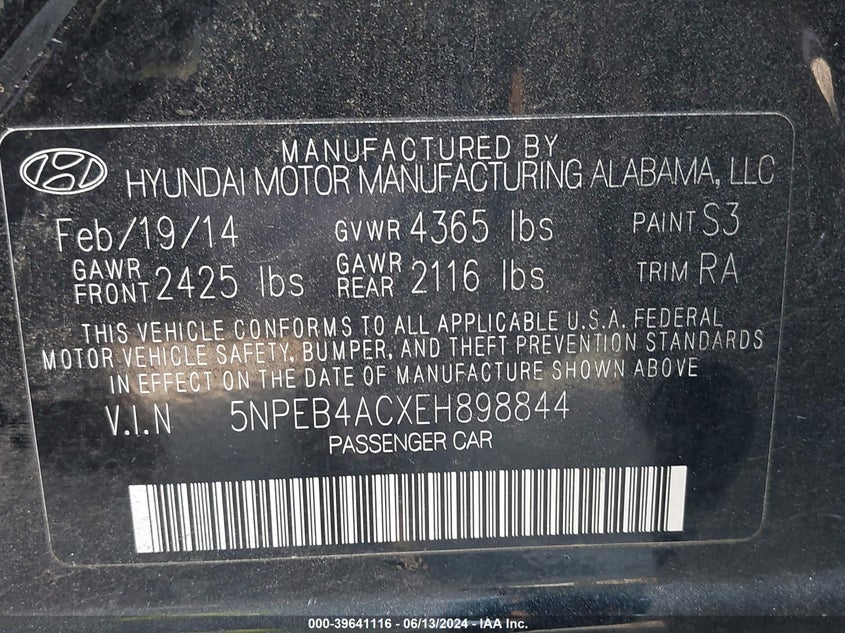 MANUFACTURED BY
HYUNDAI MOTOR MANUFACTURING ALABAMA, LLC
Feb/19/14 GVWR 4365 lbs PAINT S3
GAWR FRONT 2425 lbs GAWR REAR 2116 lbs TRIM RA
THIS VEHICLE CONFORMS TO ALL APPLICABLE U.S.A. FEDERAL
MOTOR VEHICLE SAFETY, BUMPER, AND THEFT PREVENTION STANDARDS
IN EFFECT ON THE DATE OF MANUFACTURE SHOWN ABOVE
V.I.N 5NPEB4ACXEH898844
PASSENGER CAR
000-39641116 - 06/13/2024 - IAA Inc.